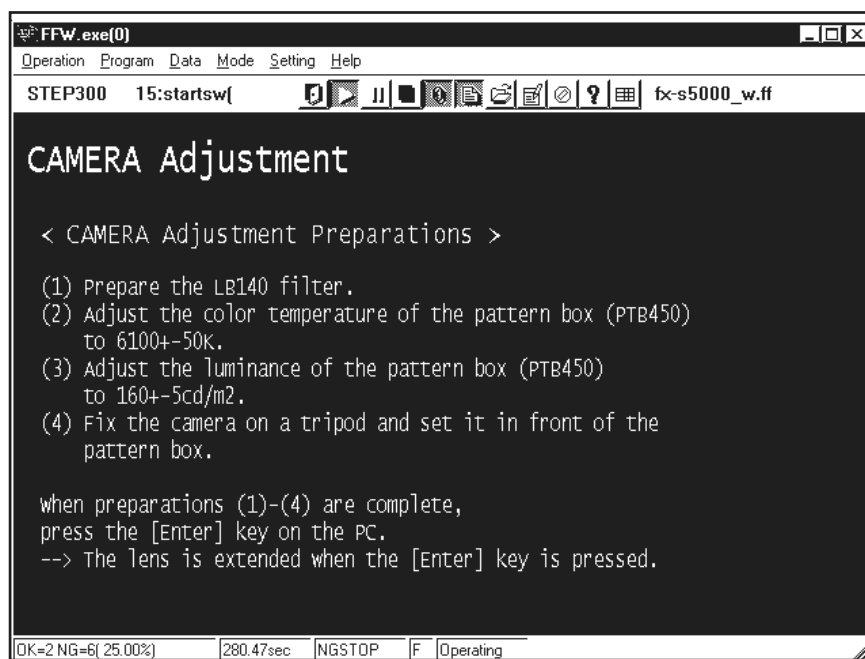 FFW.exe(0)
Operation Program Data Mode Setting Help
STEP300 15:startsw( fx-s5000_w.ff
CAMERA Adjustment
< CAMERA Adjustment Preparations >
(1) Prepare the LB140 filter.
(2) Adjust the color temperature of the pattern box (PTB450)
to 6100+-50K.
(3) Adjust the luminance of the pattern box (PTB450)
to 160+-5cd/m2.
(4) Fix the camera on a tripod and set it in front of the
pattern box.
When preparations (1)-(4) are complete,
press the [Enter] key on the PC.
--> The lens is extended when the [Enter] key is pressed.
OK=2 NG=6( 25.00%) 280.47sec NGSTOP F Operating